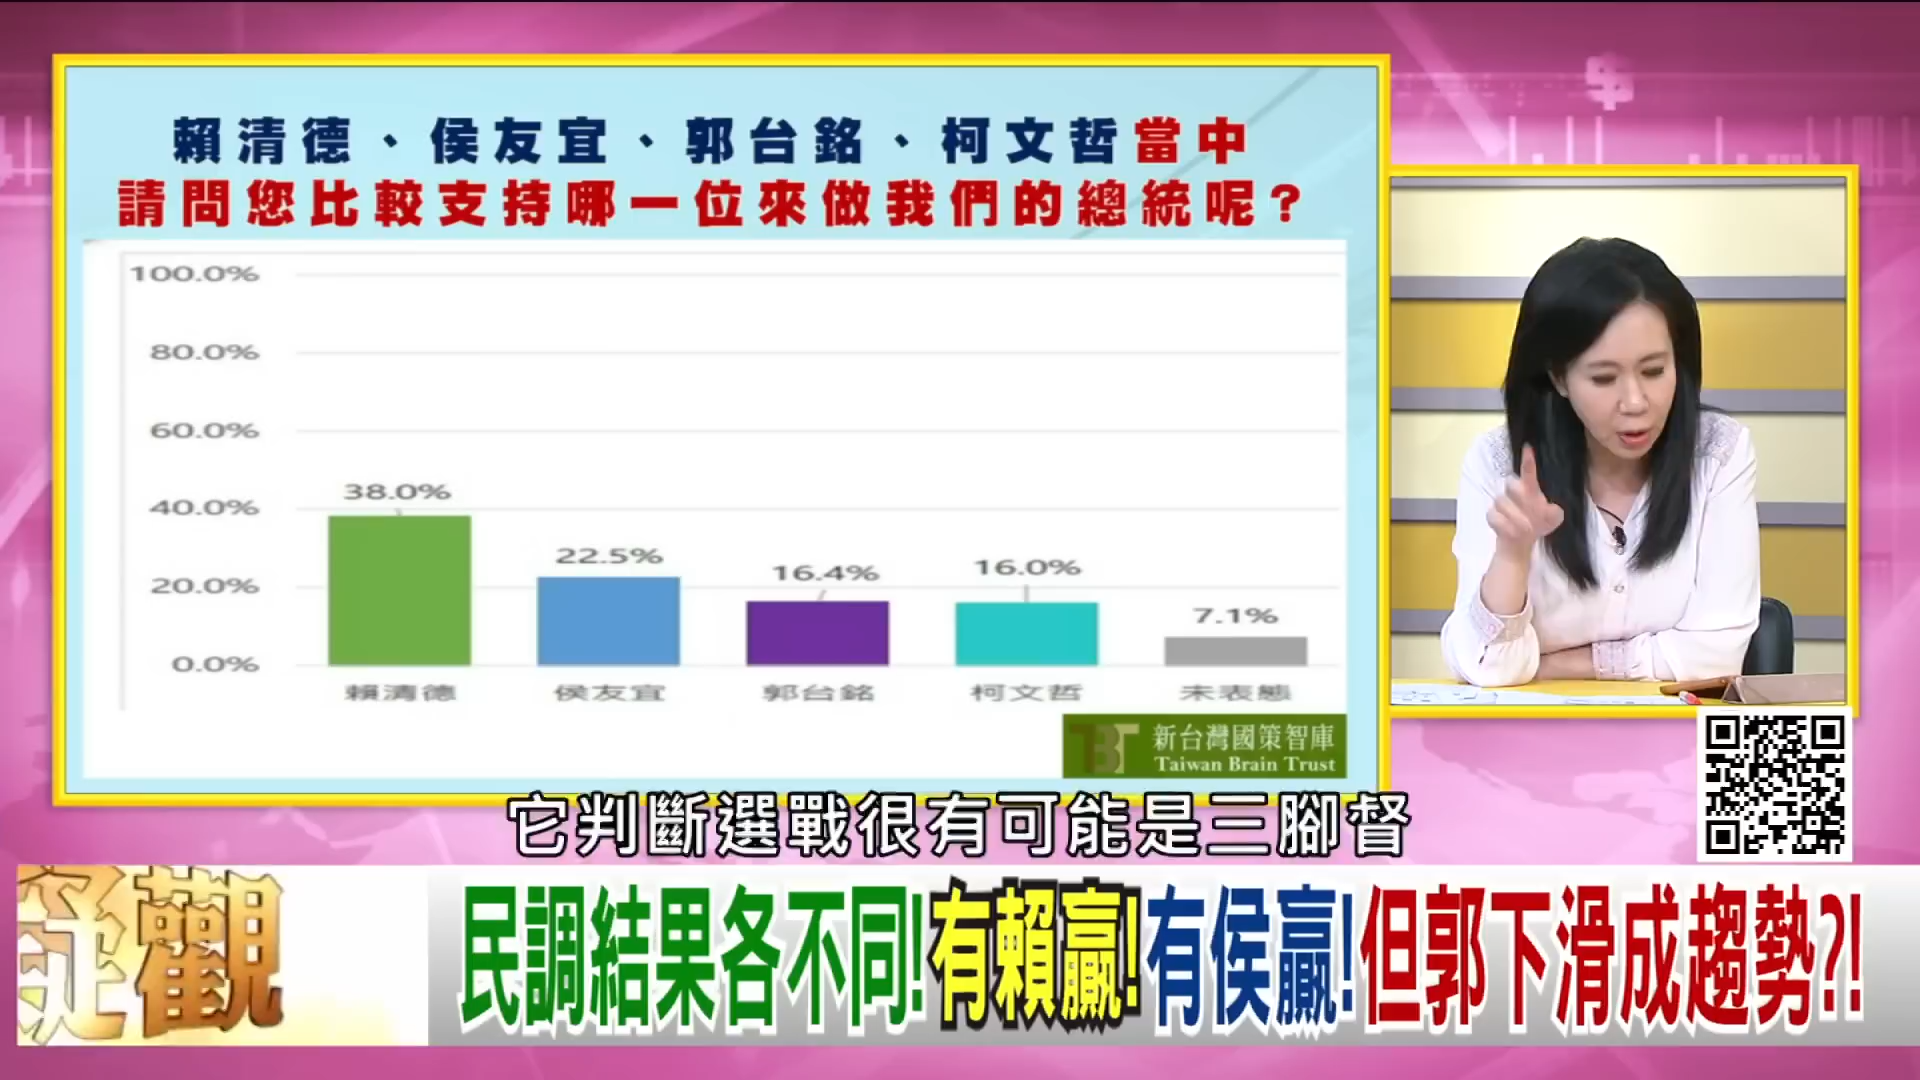 賴清德、侯友宜、郭台銘、柯文哲當中
請問您比較支持哪一位來做我們的總統呢？
100.0%
80.0%
60.0%
40.0%
20.0%
0.0%
38.0%
22.5%
16.4%
16.0%
7.1%
賴清德
侯友宜
郭台銘
柯文哲
未表態
TBT
新台灣國策智庫
Taiwan Brain Trust
它判斷選戰很有可能是三腳督
觀
民調結果各不同!有賴贏!有侯贏!但郭下滑成趨勢?!